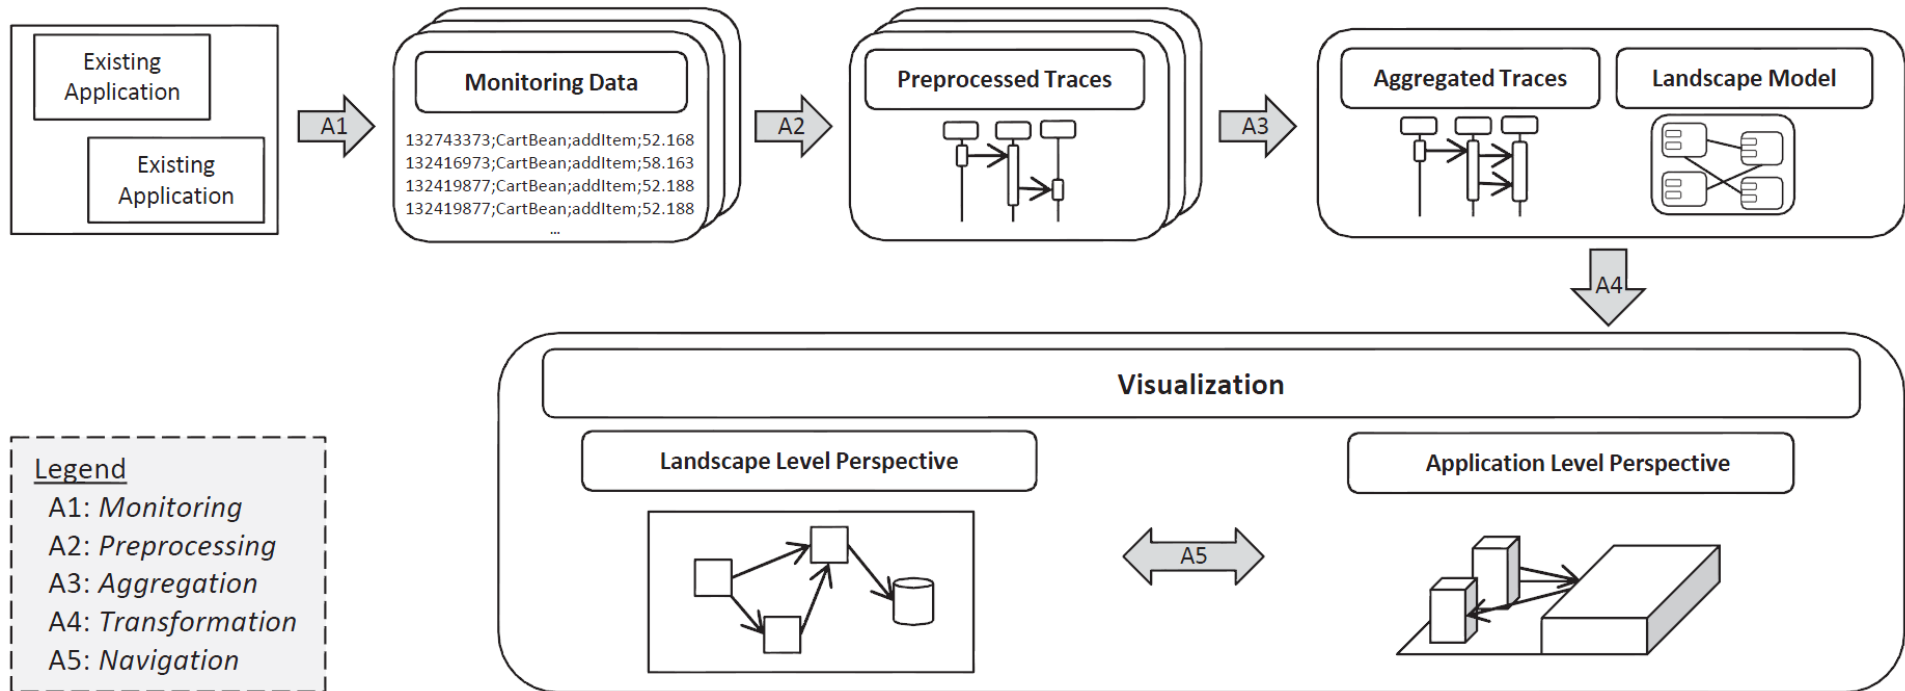 Existing
Application
Existing
Application
A1
Monitoring Data
132743373;CartBean;addItem;52.168
132416973;CartBean;addItem;58.163
132419877;CartBean;addItem;52.188
132419877;CartBean;addItem;52.188
...
A2
Preprocessed Traces
A3
Aggregated Traces
Landscape Model
A4
Visualization
Landscape Level Perspective
A5
Application Level Perspective
Legend
A1: Monitoring
A2: Preprocessing
A3: Aggregation
A4: Transformation
A5: Navigation